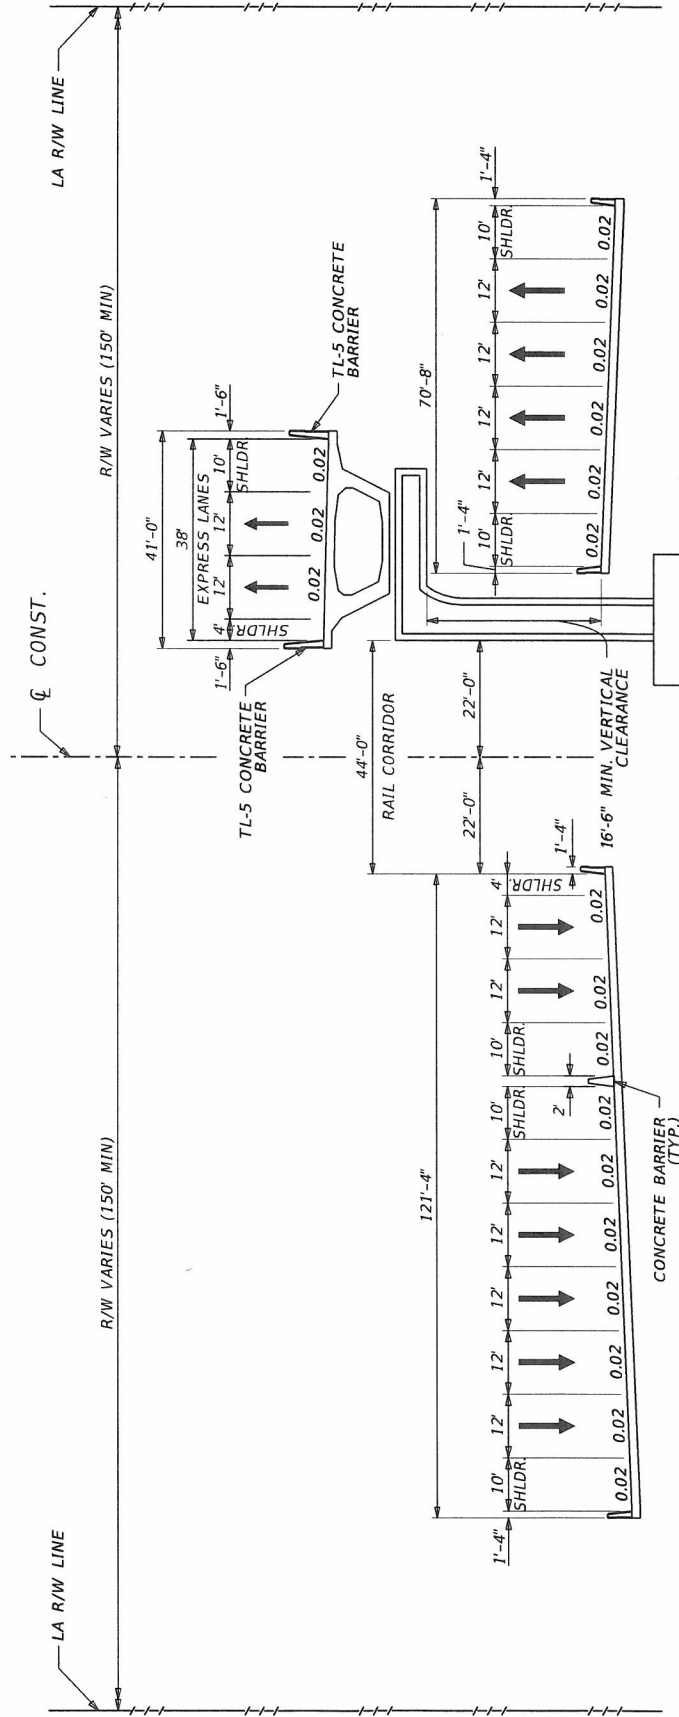 ℄ CONST.
LA R/W LINE
LA R/W LINE
R/W VARIES (150' MIN)
R/W VARIES (150' MIN)
41'-0"
38'
EXPRESS LANES
1'-6"
4'
12'
12'
10'
1'-6"
SHLDR.
SHLDR.
0.02
0.02
0.02
TL-5 CONCRETE
BARRIER
TL-5 CONCRETE
BARRIER
44'-0"
RAIL CORRIDOR
22'-0"
22'-0"
121'-4"
1'-4"
10'
12'
12'
12'
12'
12'
10'
2'
10'
12'
12'
4'
1'-4"
SHLDR.
SHLDR.
SHLDR.
SHLDR.
0.02
0.02
0.02
0.02
0.02
0.02
0.02
0.02
0.02
0.02
CONCRETE BARRIER
(TYP.)
16'-6" MIN. VERTICAL
CLEARANCE
70'-8"
1'-4"
10'
12'
12'
12'
12'
10'
1'-4"
SHLDR.
SHLDR.
0.02
0.02
0.02
0.02
0.02
0.02